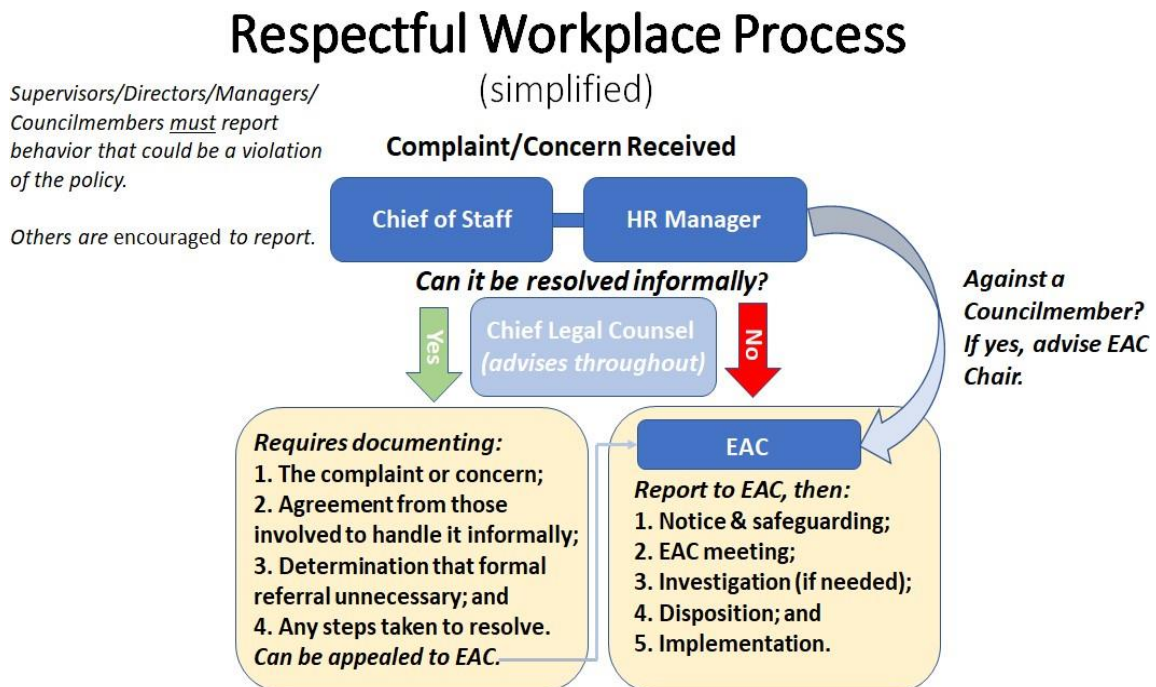 Respectful Workplace Process
(simplified)
Supervisors/Directors/Managers/
Councilmembers must report
behavior that could be a violation
of the policy.
Others are encouraged to report.
Complaint/Concern Received
Chief of Staff
HR Manager
Can it be resolved informally?
Yes
Chief Legal Counsel
(advises throughout)
No
Against a
Councilmember?
If yes, advise EAC
Chair.
Requires documenting:
1. The complaint or concern;
2. Agreement from those
involved to handle it informally;
3. Determination that formal
referral unnecessary; and
4. Any steps taken to resolve.
Can be appealed to EAC.
EAC
Report to EAC, then:
1. Notice & safeguarding;
2. EAC meeting;
3. Investigation (if needed);
4. Disposition; and
5. Implementation.